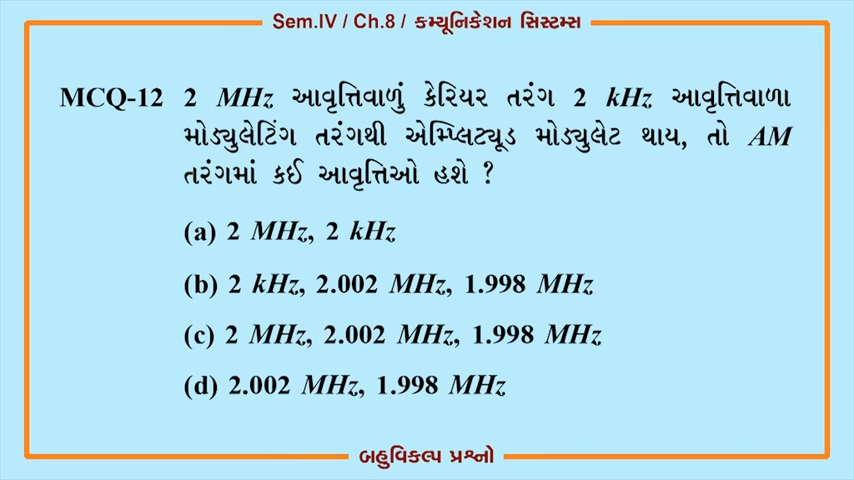 Sem.IV / Ch.8 / કમ્યૂનિકેશન સિસ્ટમ્સ
MCQ-12 2 MHz આવૃત્તિવાળું કેરિયર તરંગ 2 kHz આવૃત્તિવાળા
મોડ્યુલેટિંગ તરંગથી એમ્પ્લિટ્યૂડ મોડ્યુલેટ થાય, તો AM
તરંગમાં કઈ આવૃત્તિઓ હશે ?
(a) 2 MHz, 2 kHz
(b) 2 kHz, 2.002 MHz, 1.998 MHz
(c) 2 MHz, 2.002 MHz, 1.998 MHz
(d) 2.002 MHz, 1.998 MHz
બહુવિકલ્પ પ્રશ્નો